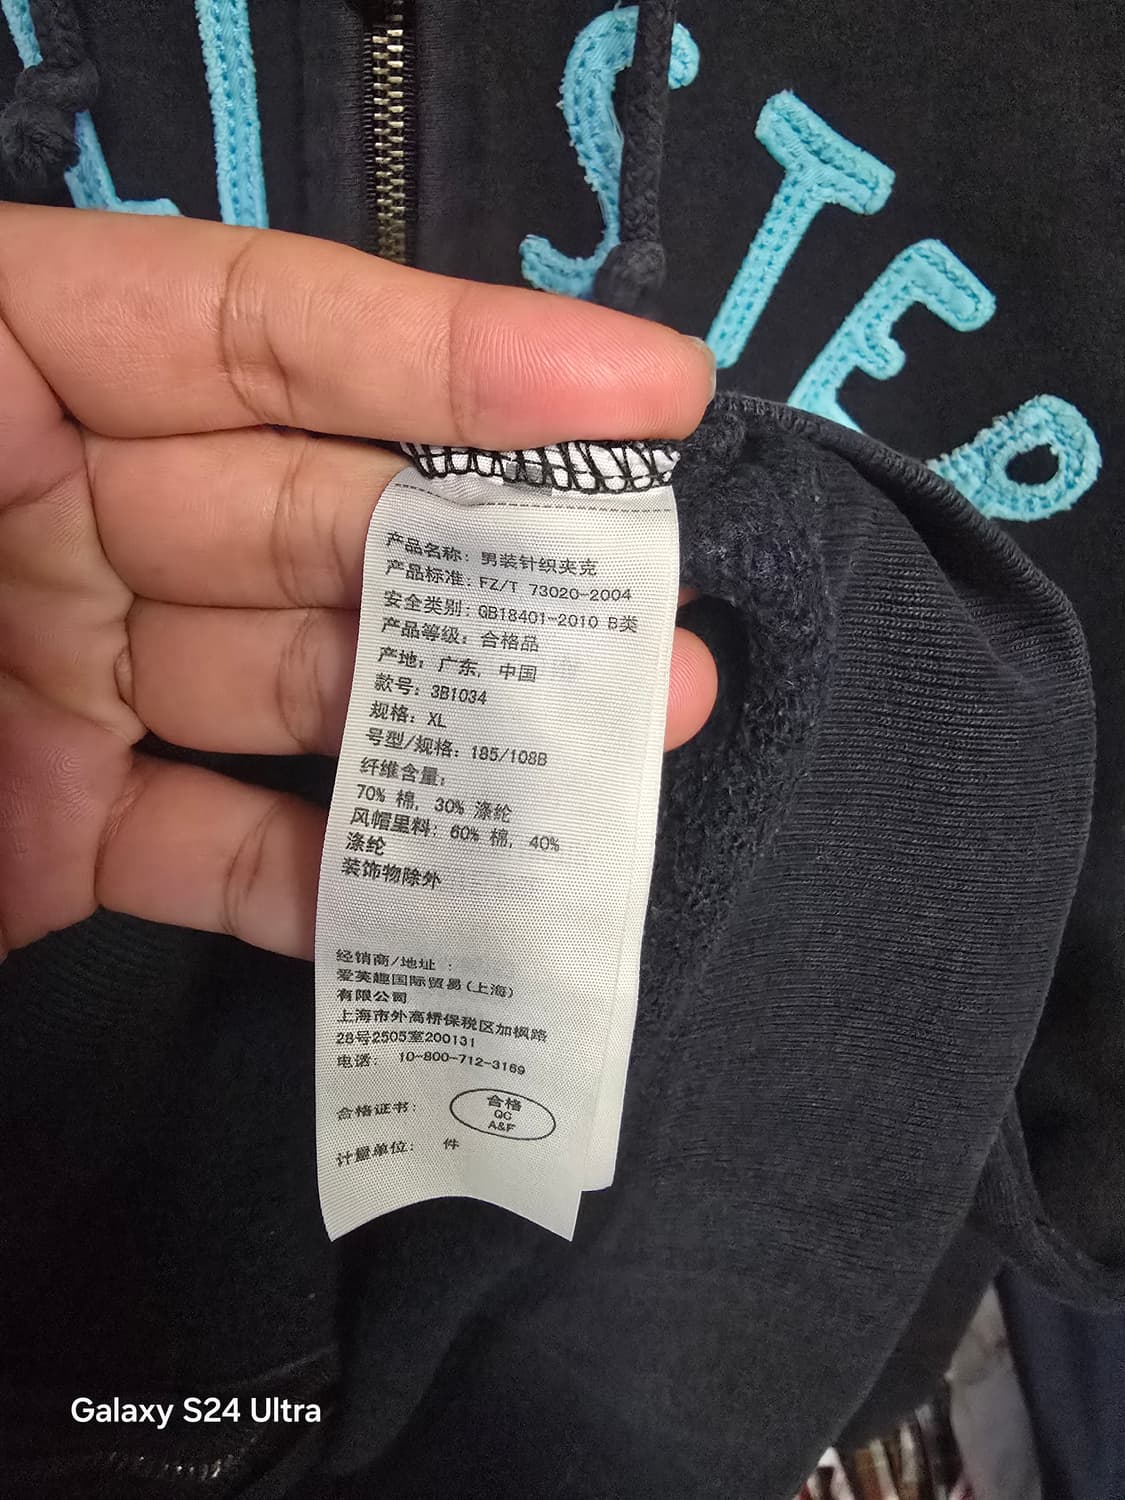 STEP
产品名称: 男装针织夹克
产品标准: FZ/T 73020-2004
安全类别: GB18401-2010 B类
产品等级: 合格品
产地: 广东, 中国
款号: 3B1034
规格: XL
号型/规格: 185/108B
纤维含量:
70% 棉, 30% 涤纶
风帽里料: 60% 棉, 40%
涤纶
装饰物除外
经销商/地址 :
爱芙趣国际贸易(上海)
有限公司
上海市外高桥保税区加枫路
28号2505室200131
电话: 10-800-712-3169
合格证书:
合格
QC
A&F
计量单位: 件
Galaxy S24 Ultra